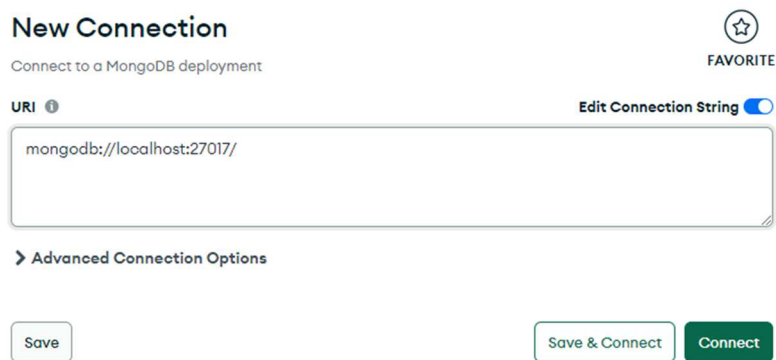 New Connection
FAVORITE
Connect to a MongoDB deployment
URI
Edit Connection String
mongodb://localhost:27017/
Advanced Connection Options
Save
Save & Connect
Connect